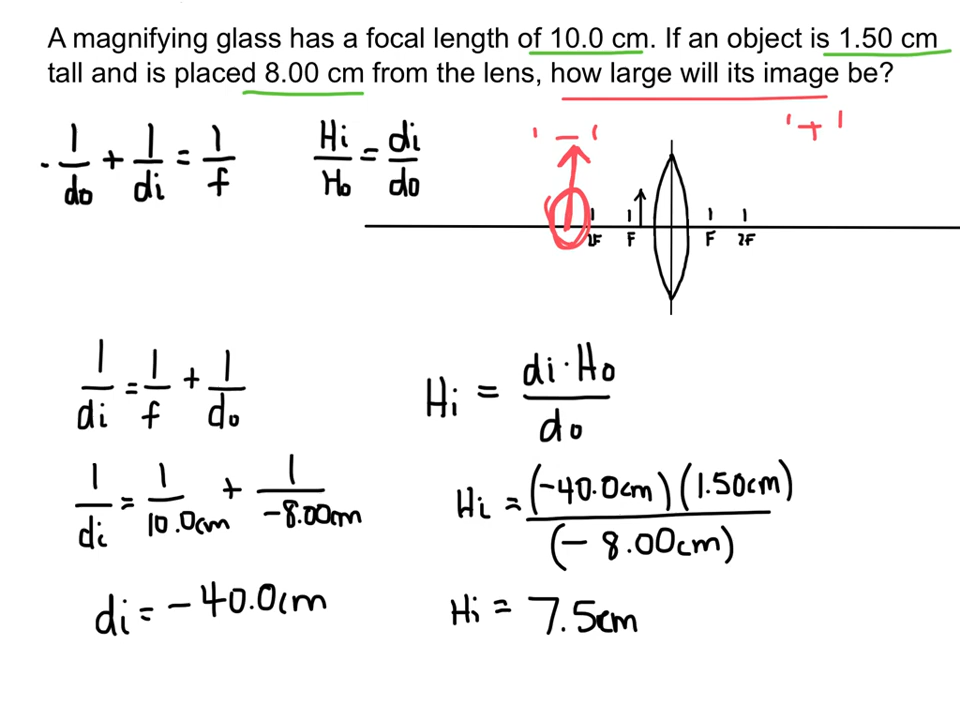 A magnifying glass has a focal length of 10.0 cm. If an object is 1.50 cm
tall and is placed 8.00 cm from the lens, how large will its image be?
- 1/do + 1/di = 1/f
Hi/Ho = di/do
'-'
'+'
2F F F 2F
1/di = 1/f + 1/do
Hi = di·Ho/do
1/di = 1/10.0cm + 1/-8.00cm
Hi = (-40.0cm)(1.50cm)/(-8.00cm)
di = -40.0cm
Hi = 7.5cm